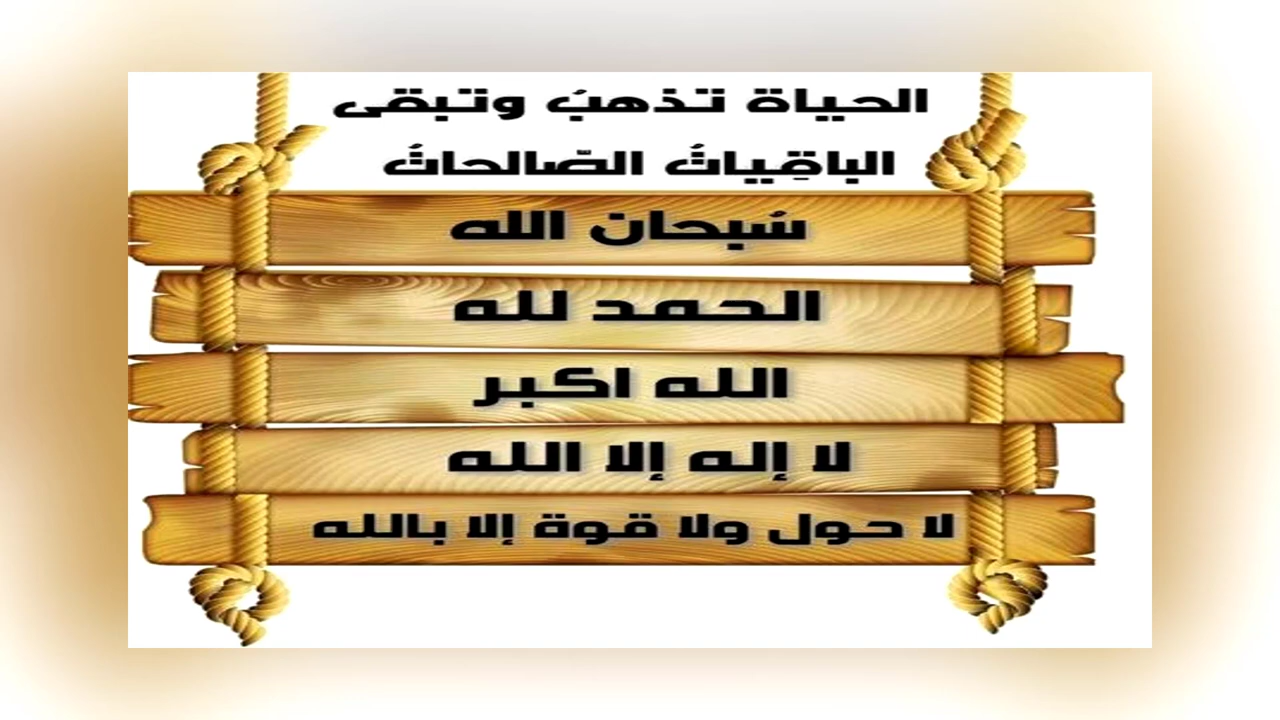 الحياة تذهبُ وتبقى
الباقِياتُ الصّالحاتُ
سُبحان الله
الحمد لله
الله اكبر
لا إله إلا الله
لا حول ولا قوة إلا بالله